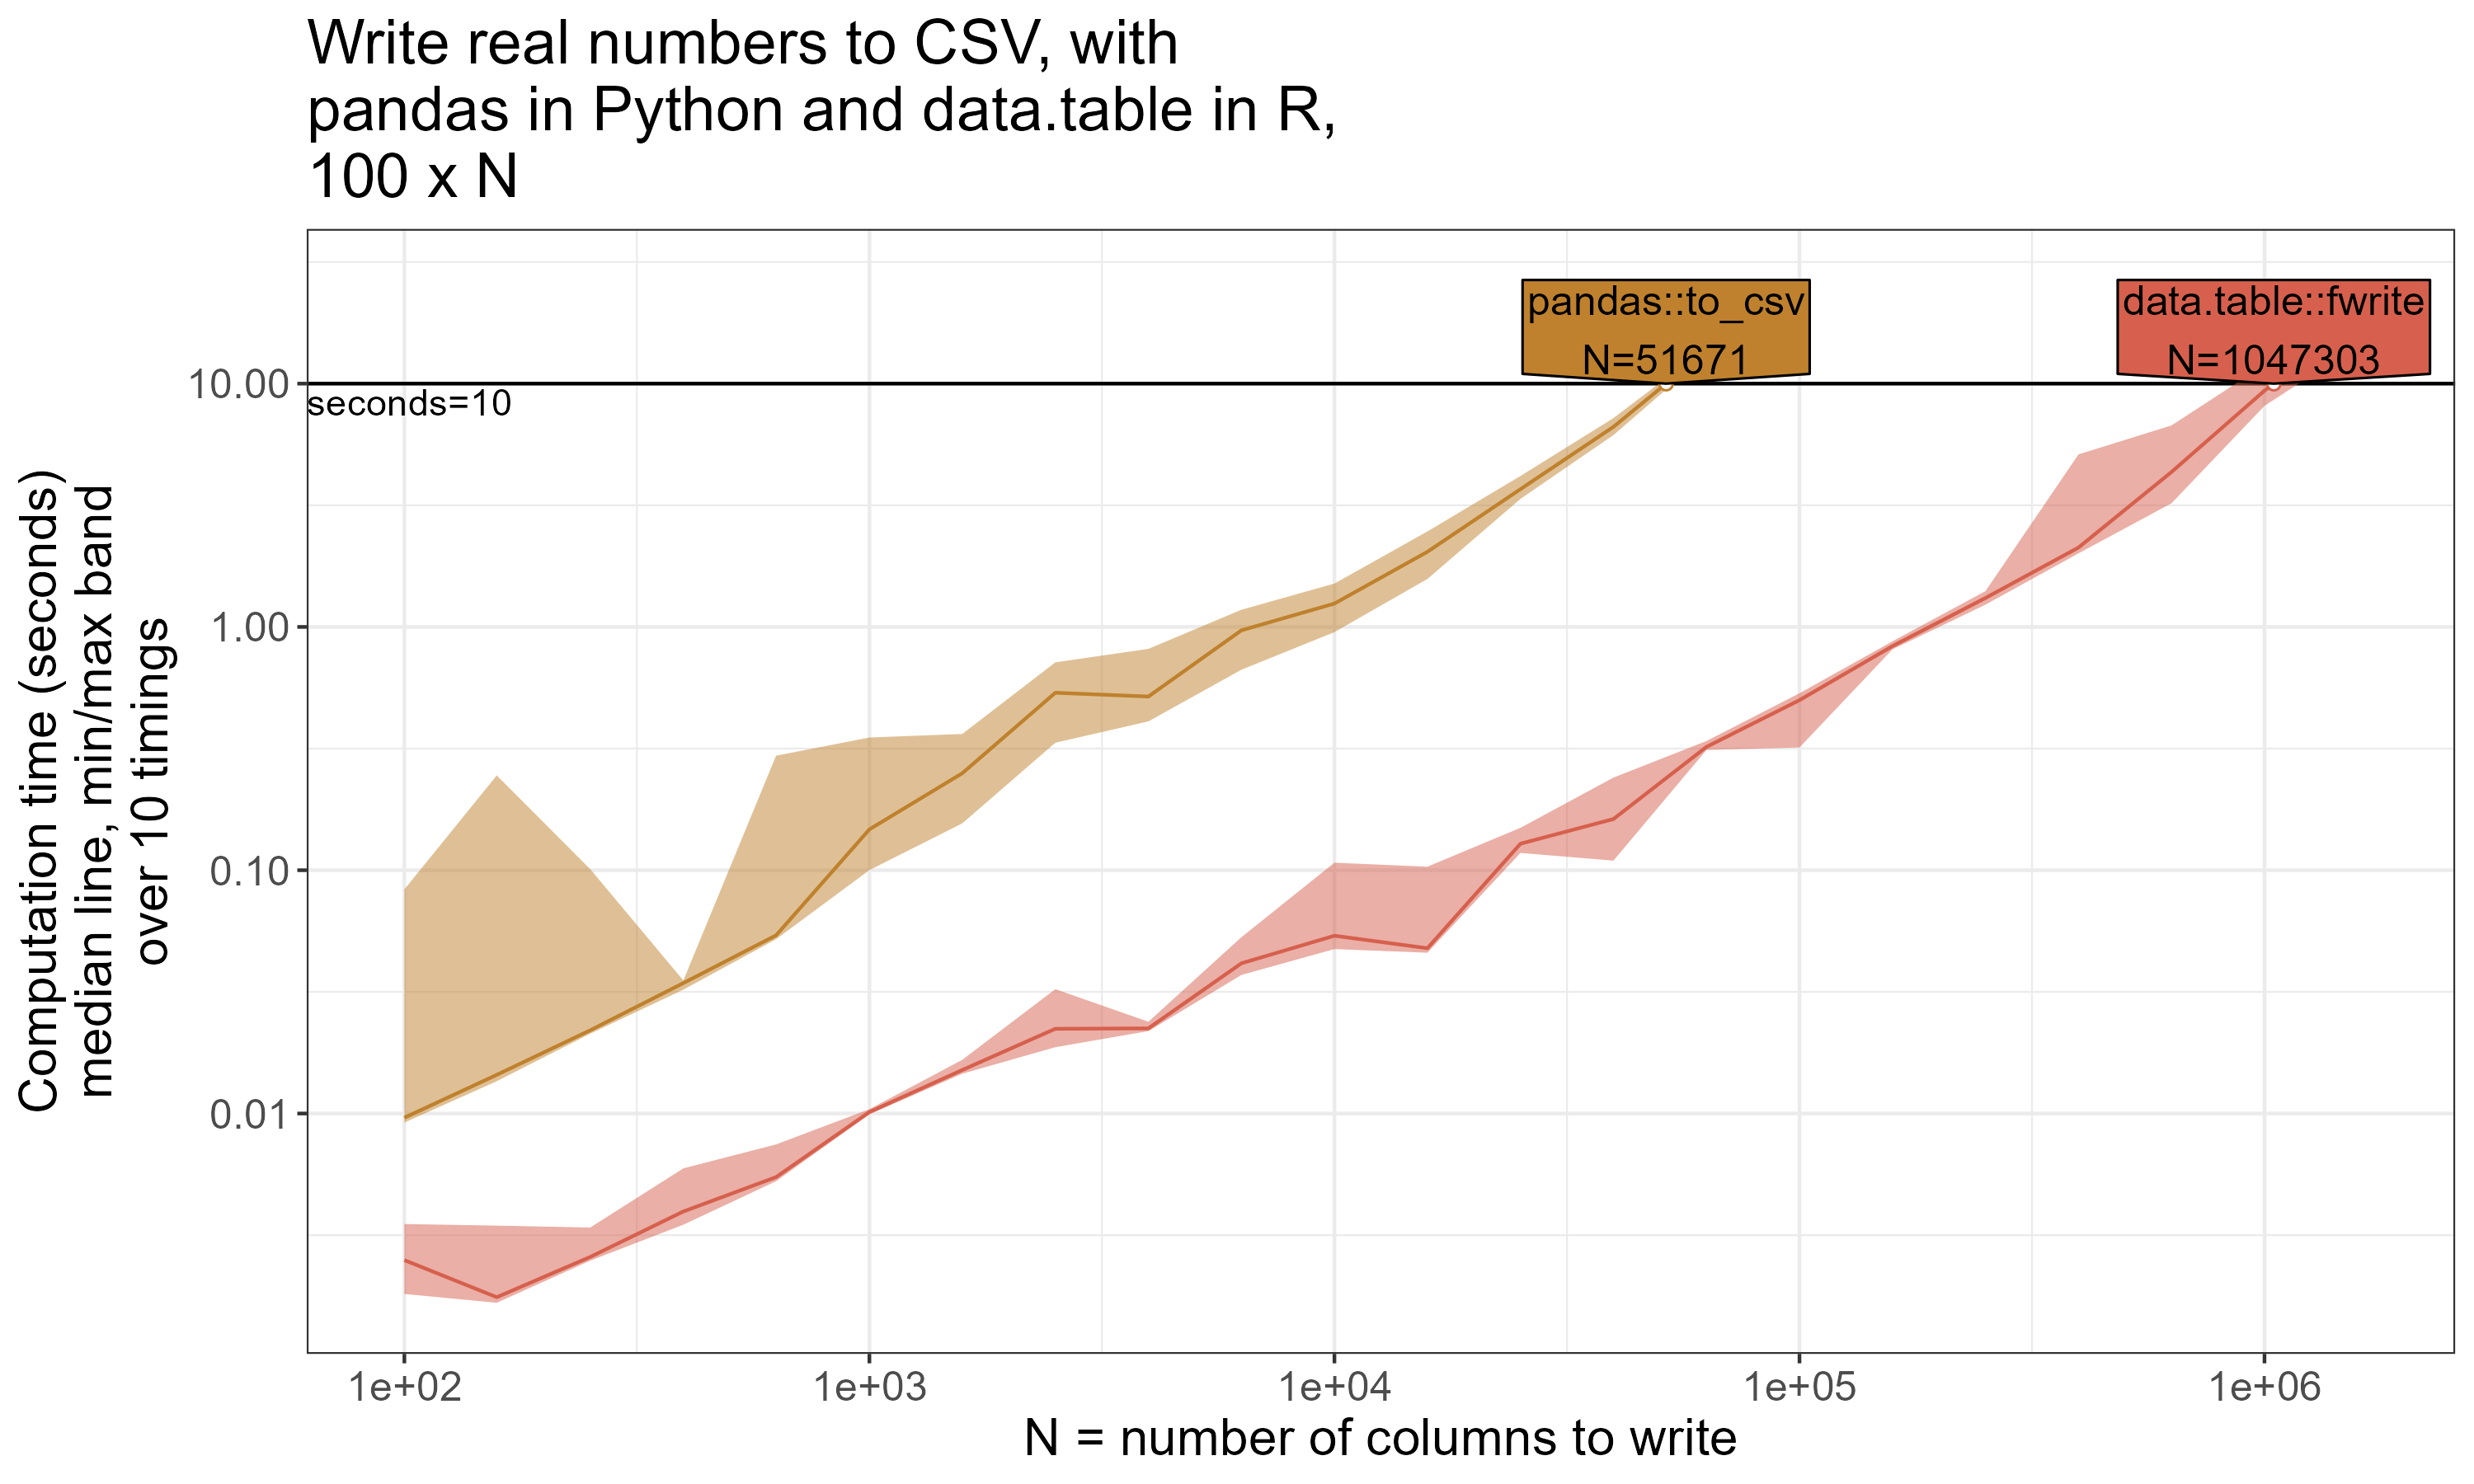 Write real numbers to CSV, with
pandas in Python and data.table in R,
100 x N
pandas::to_csv
N=51671
data.table::fwrite
N=1047303
seconds=10
Computation time (seconds)
median line, min/max band
over 10 timings
10.00
1.00
0.10
0.01
1e+02
1e+03
1e+04
1e+05
1e+06
N = number of columns to write